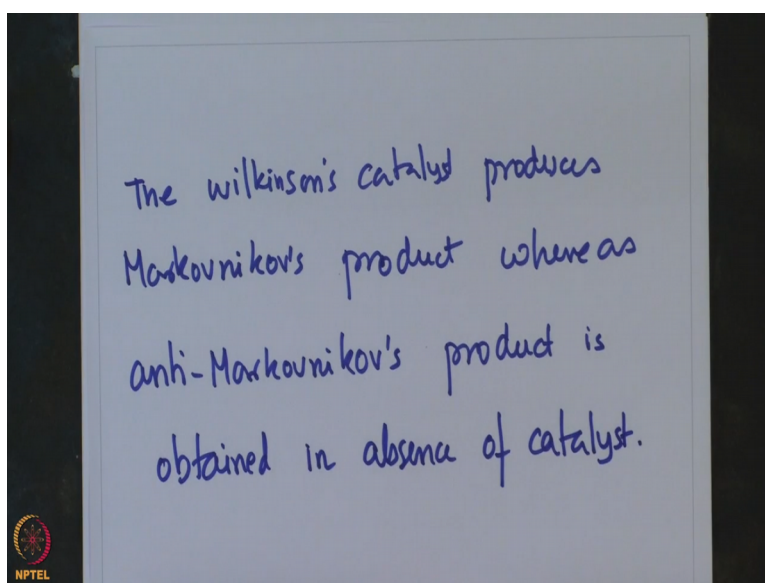 The wilkinson's catalyst produces
Markovnikov's product whereas
anti-Markovnikov's product is
obtained in absence of catalyst.
NPTEL